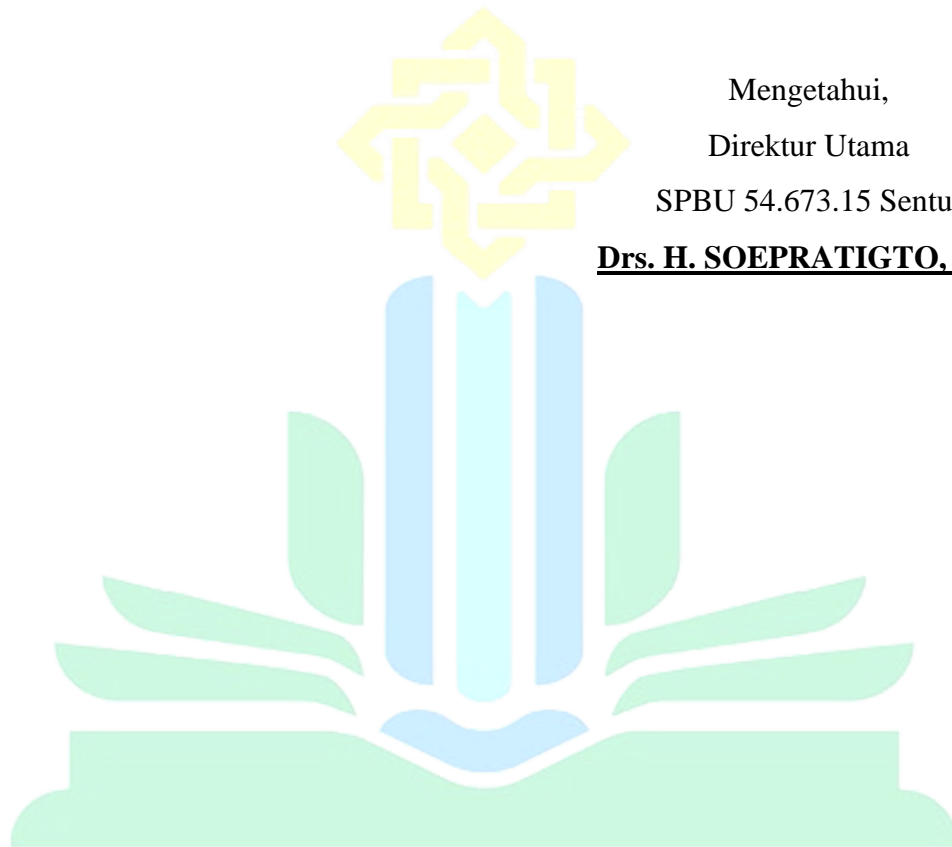 Mengetahui,
Direktur Utama
SPBU 54.673.15 Sentu
Drs. H. SOEPRATIGTO,